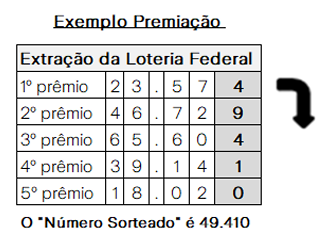 Exemplo Premiação
Extração da Loteria Federal
1º prêmio 2 3 . 5 7 4
2º prêmio 4 6 . 7 2 9
3º prêmio 6 5 . 6 0 4
4º prêmio 3 9 . 1 4 1
5º prêmio 1 8 . 0 2 0
O "Número Sorteado" é 49.410